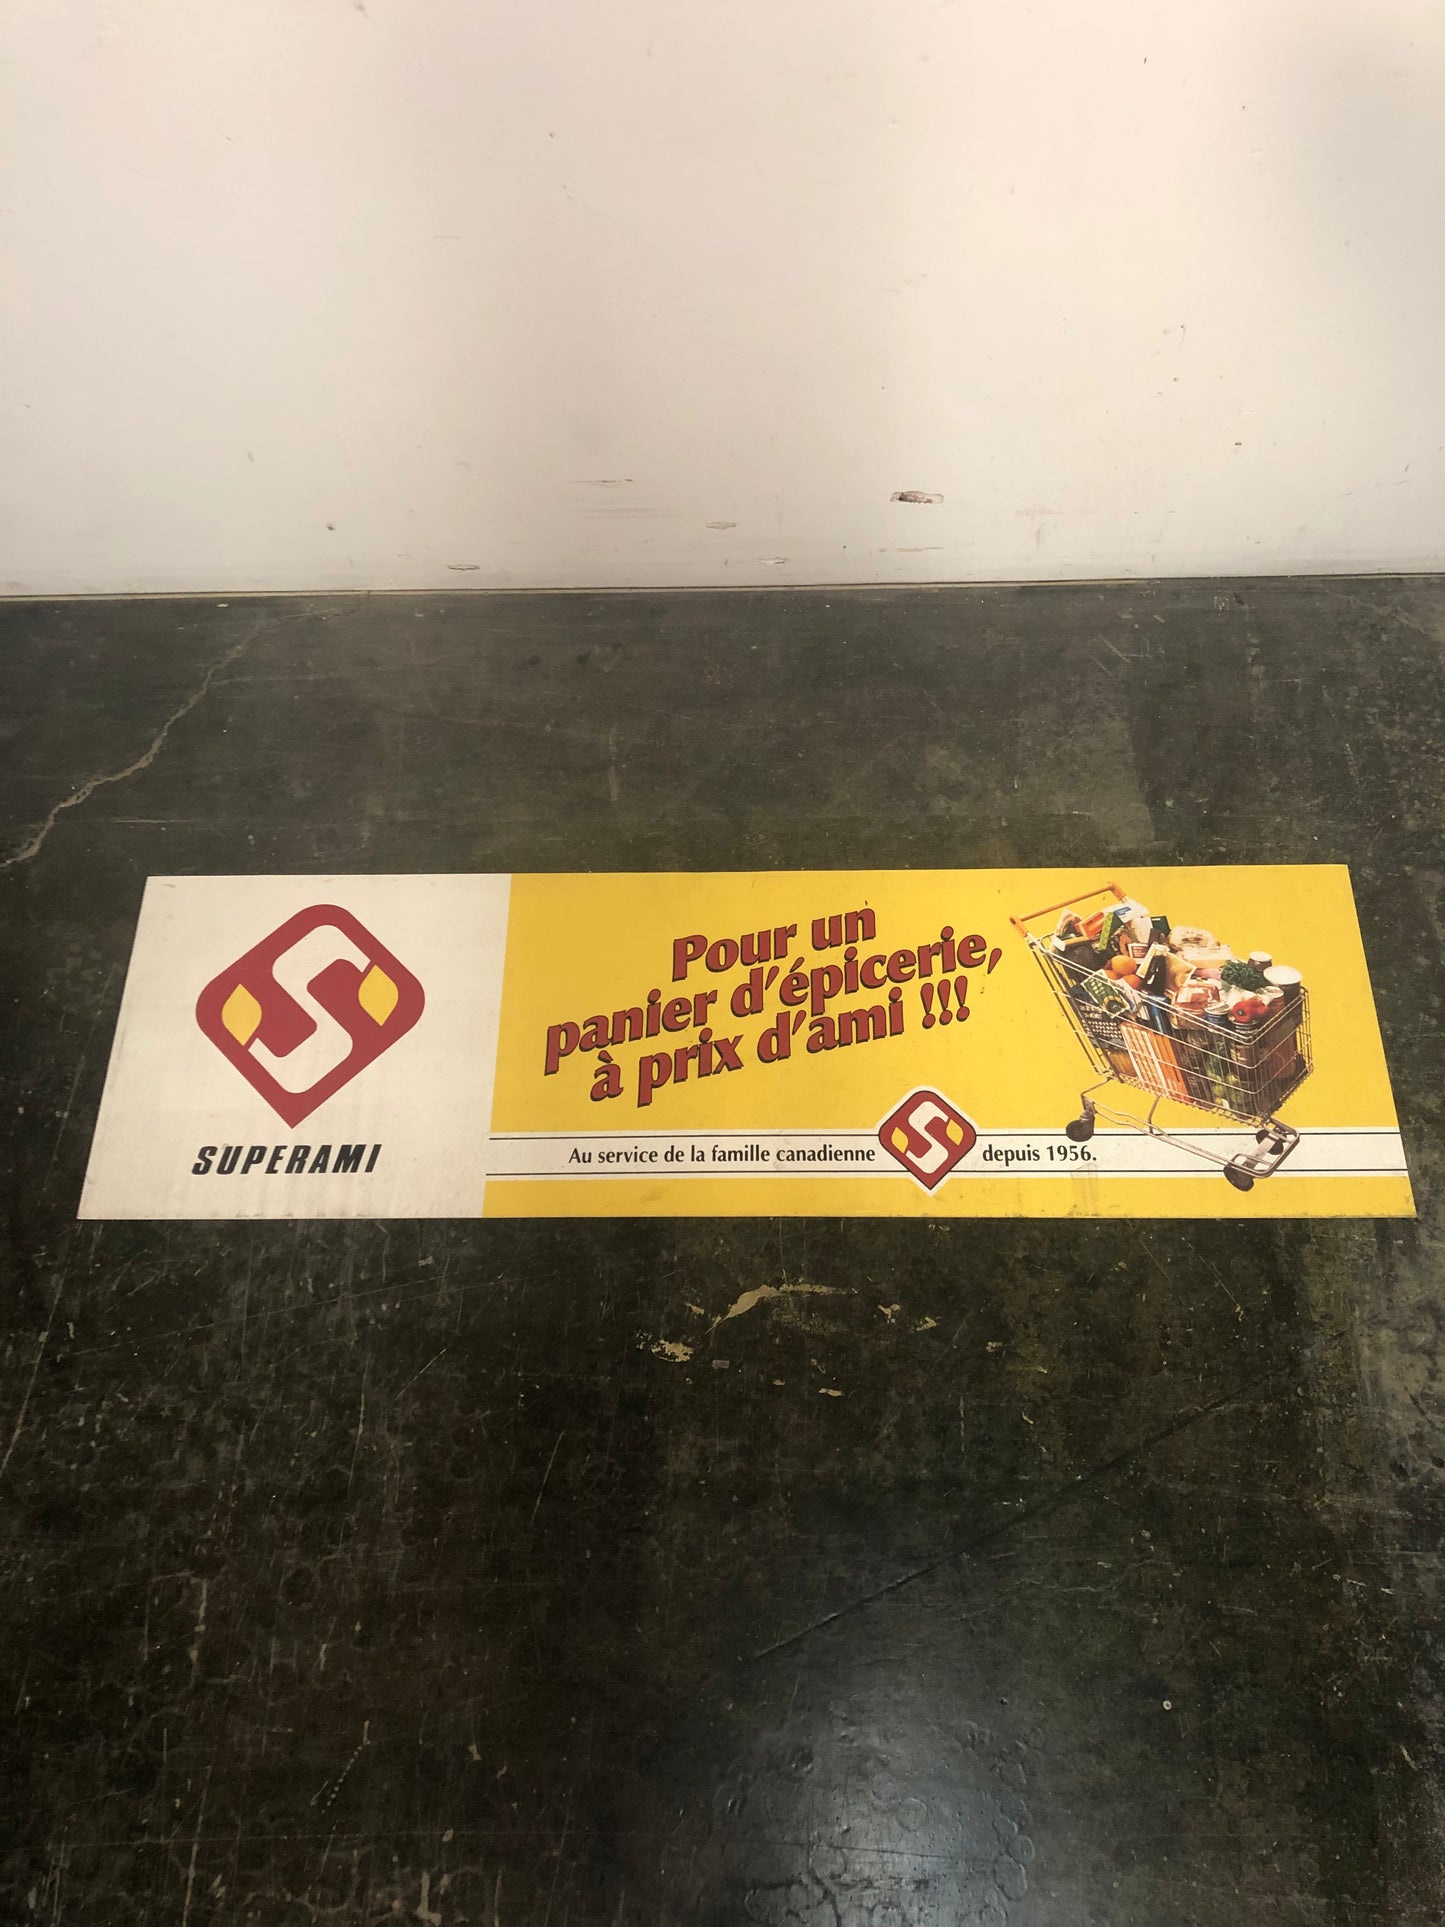 SUPERAMI
Pour un
panier d'épicerie,
à prix d'ami !!!
Au service de la famille canadienne depuis 1956.